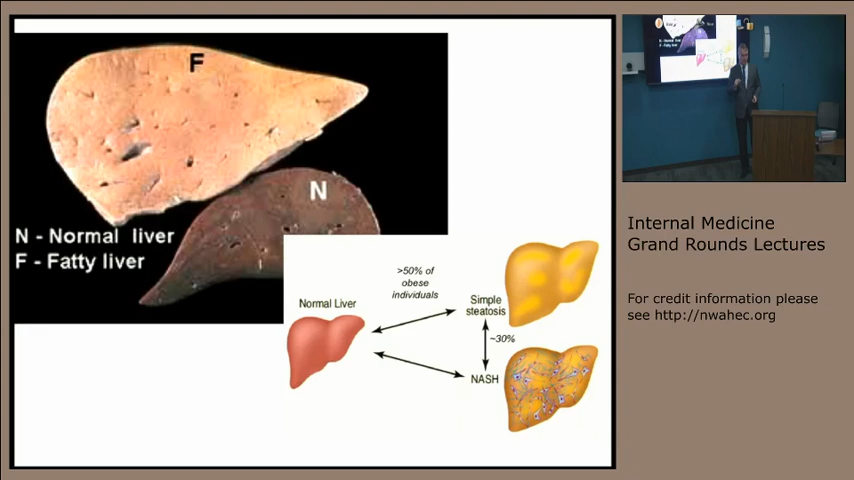 F
N
N - Normal liver
F - Fatty liver
>50% of
obese
individuals
Normal Liver
Simple
steatosis
~30%
NASH
Internal Medicine
Grand Rounds Lectures
For credit information please
see http://nwahec.org